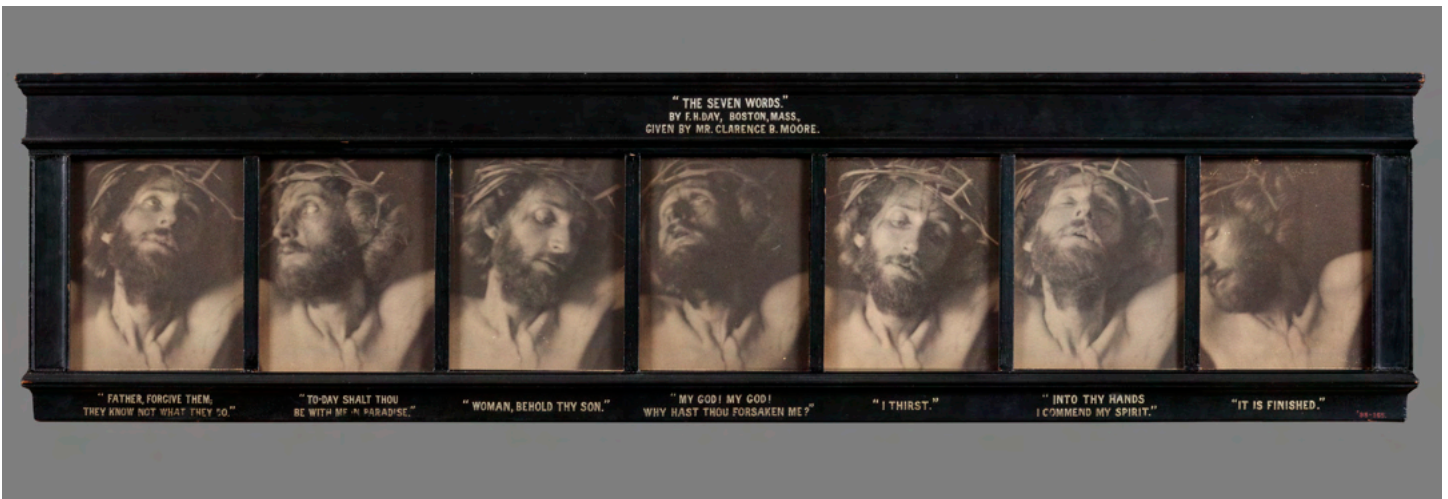 " THE SEVEN WORDS."
BY F. H. DAY, BOSTON, MASS.,
GIVEN BY MR. CLARENCE B. MOORE.
" FATHER, FORGIVE THEM;
THEY KNOW NOT WHAT THEY DO."
" TO-DAY SHALT THOU
BE WITH ME IN PARADISE."
" WOMAN, BEHOLD THY SON."
" MY GOD! MY GOD!
WHY HAST THOU FORSAKEN ME?"
" I THIRST."
" INTO THY HANDS
I COMMEND MY SPIRIT."
"IT IS FINISHED."